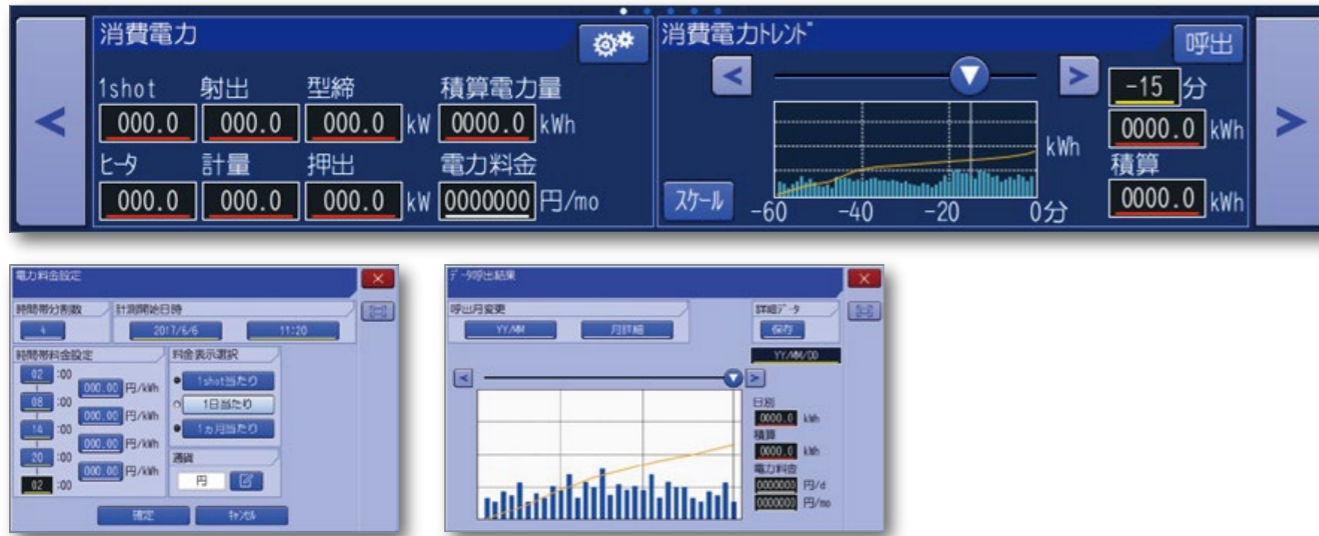 消費電力
1shot 射出 型締 積算電力量
000.0 000.0 000.0 kW 0000.0 kWh
ヒータ 計量 押出 電力料金
000.0 000.0 000.0 kW 0000000 円/mo
消費電力トレンド 呼出
< > -15 分
0000.0 kWh
kWh
積算
スケール 0000.0 kWh
-60 -40 -20 0分
< >
電力料金設定
時間帯分割数 計測開始日時
4 2017/6/6 11:20
時間帯料金設定 料金表示選択
02 :00
000.00 円/kWh 1shot当たり
08 :00
000.00 円/kWh 1日当たり
14 :00
000.00 円/kWh 1ヵ月当たり
20 :00 通貨
000.00 円/kWh 円
02 :00
確定 キャンセル
データ呼出結果
呼出月変更 詳細データ
YY/MM 月詳細 保存
YY/MM/DD
< >
日別
0000.0 kWh
積算
0000.0 kWh
電力料金
0000000 円/d
0000000 円/mo